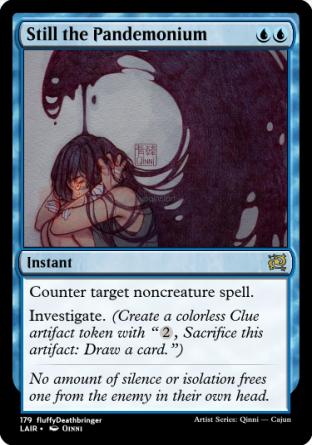 Still the Pandemonium
QINNI
Instant
Counter target noncreature spell.
Investigate. (Create a colorless Clue
artifact token with “2, Sacrifice this
artifact: Draw a card.”)
No amount of silence or isolation frees
one from the enemy in their own head.
179 fluffyDeathbringer
Artist Series: Qinni — Cajun
LAIR • QINNI